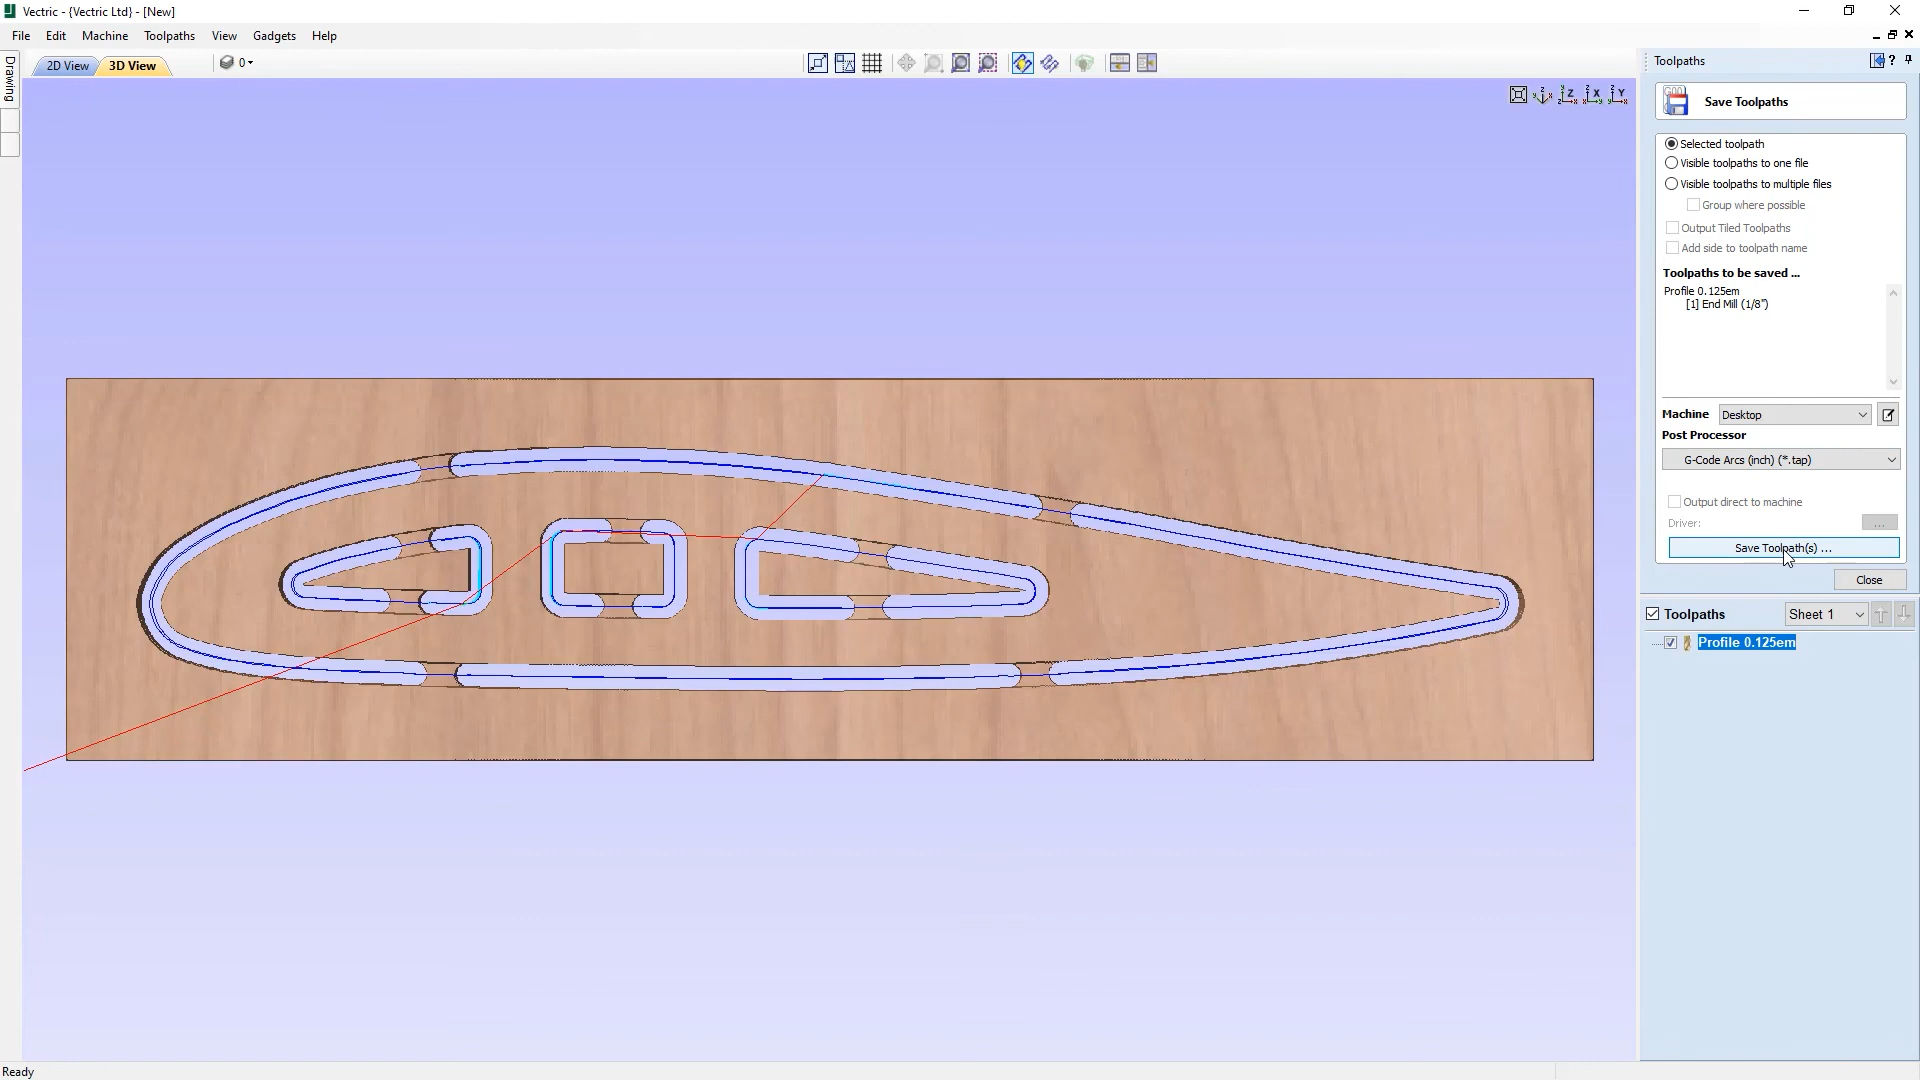 Vectric - {Vectric Ltd} - [New]
File Edit Machine Toolpaths View Gadgets Help
Drawing
2D View 3D View 0
Toolpaths ?
Z X Y
Save Toolpaths
Selected toolpath
Visible toolpaths to one file
Visible toolpaths to multiple files
Group where possible
Output Tiled Toolpaths
Add side to toolpath name
Toolpaths to be saved ...
Profile 0.125em
[1] End Mill (1/8")
Machine Desktop
Post Processor
G-Code Arcs (inch) (*.tap)
Output direct to machine
Driver: ...
Save Toolpath(s) ...
Close
Toolpaths Sheet 1
Profile 0.125em
Ready